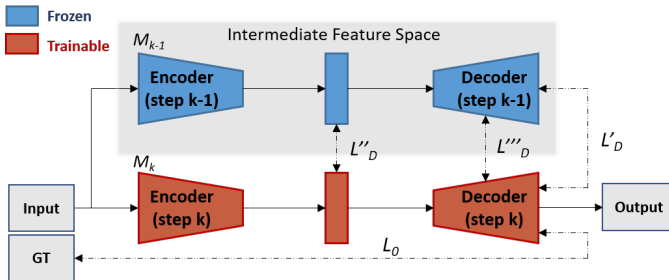 Frozen
Trainable
Intermediate Feature Space
M_{k-1}
Encoder
(step k-1)
Decoder
(step k-1)
L''_D
L'''_D
L'_D
M_k
Input
Encoder
(step k)
Decoder
(step k)
Output
GT
L_0